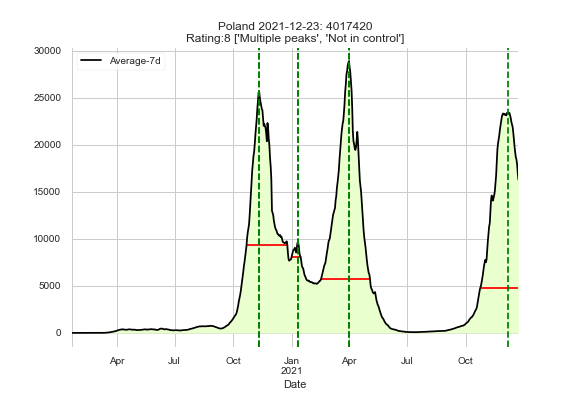 Poland 2021-12-23: 4017420
Rating:8 ['Multiple peaks', 'Not in control']
Average-7d
30000
25000
20000
15000
10000
5000
0
Apr Jul Oct Jan Apr Jul Oct
2021
Date